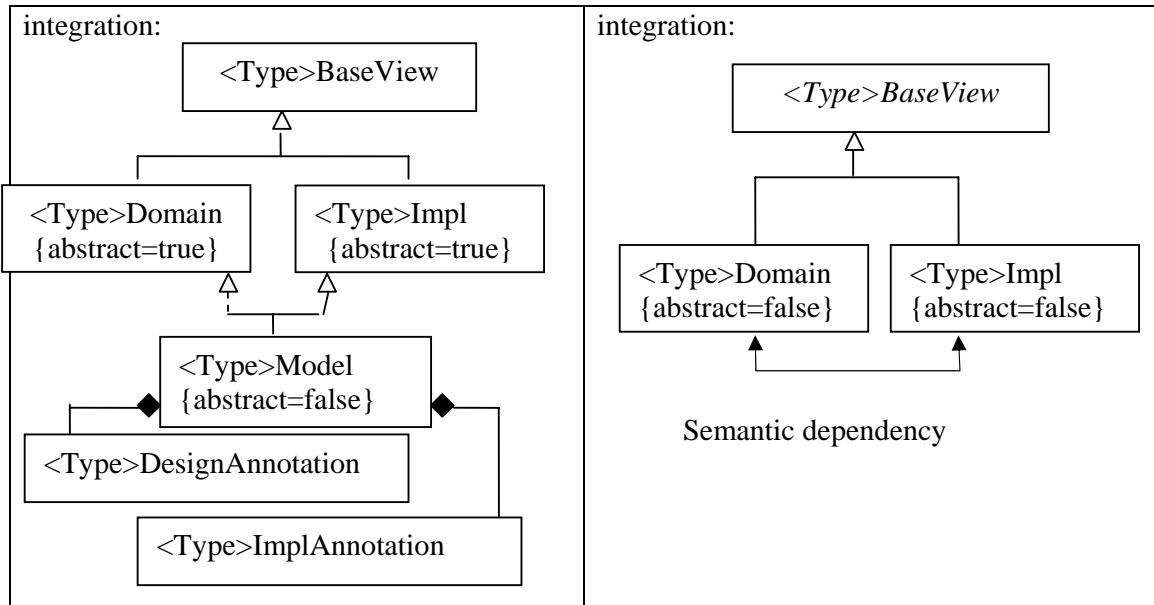 integration:
<Type>BaseView
<Type>Domain
{abstract=true}
<Type>Impl
{abstract=true}
<Type>Model
{abstract=false}
<Type>DesignAnnotation
<Type>ImplAnnotation
integration:
<Type>BaseView
<Type>Domain
{abstract=false}
<Type>Impl
{abstract=false}
Semantic dependency